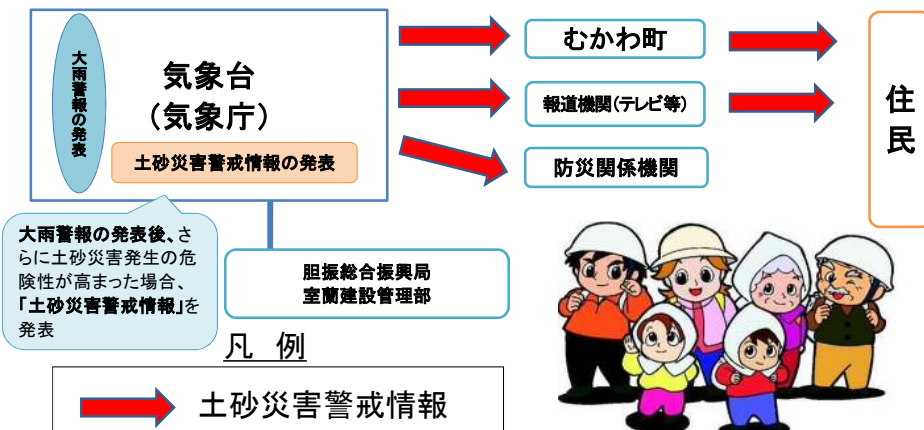 大雨警報の発表
気象台
（気象庁）
土砂災害警戒情報の発表
むかわ町
報道機関（テレビ等）
防災関係機関
住民
大雨警報の発表後、さ
らに土砂災害発生の危
険性が高まった場合、
「土砂災害警戒情報」を
発表
胆振総合振興局
室蘭建設管理部
凡 例
土砂災害警戒情報